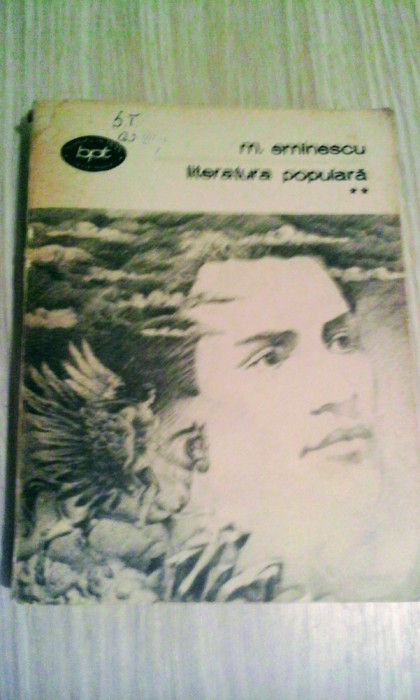 bpt
m. eminescu
literatura populară
**